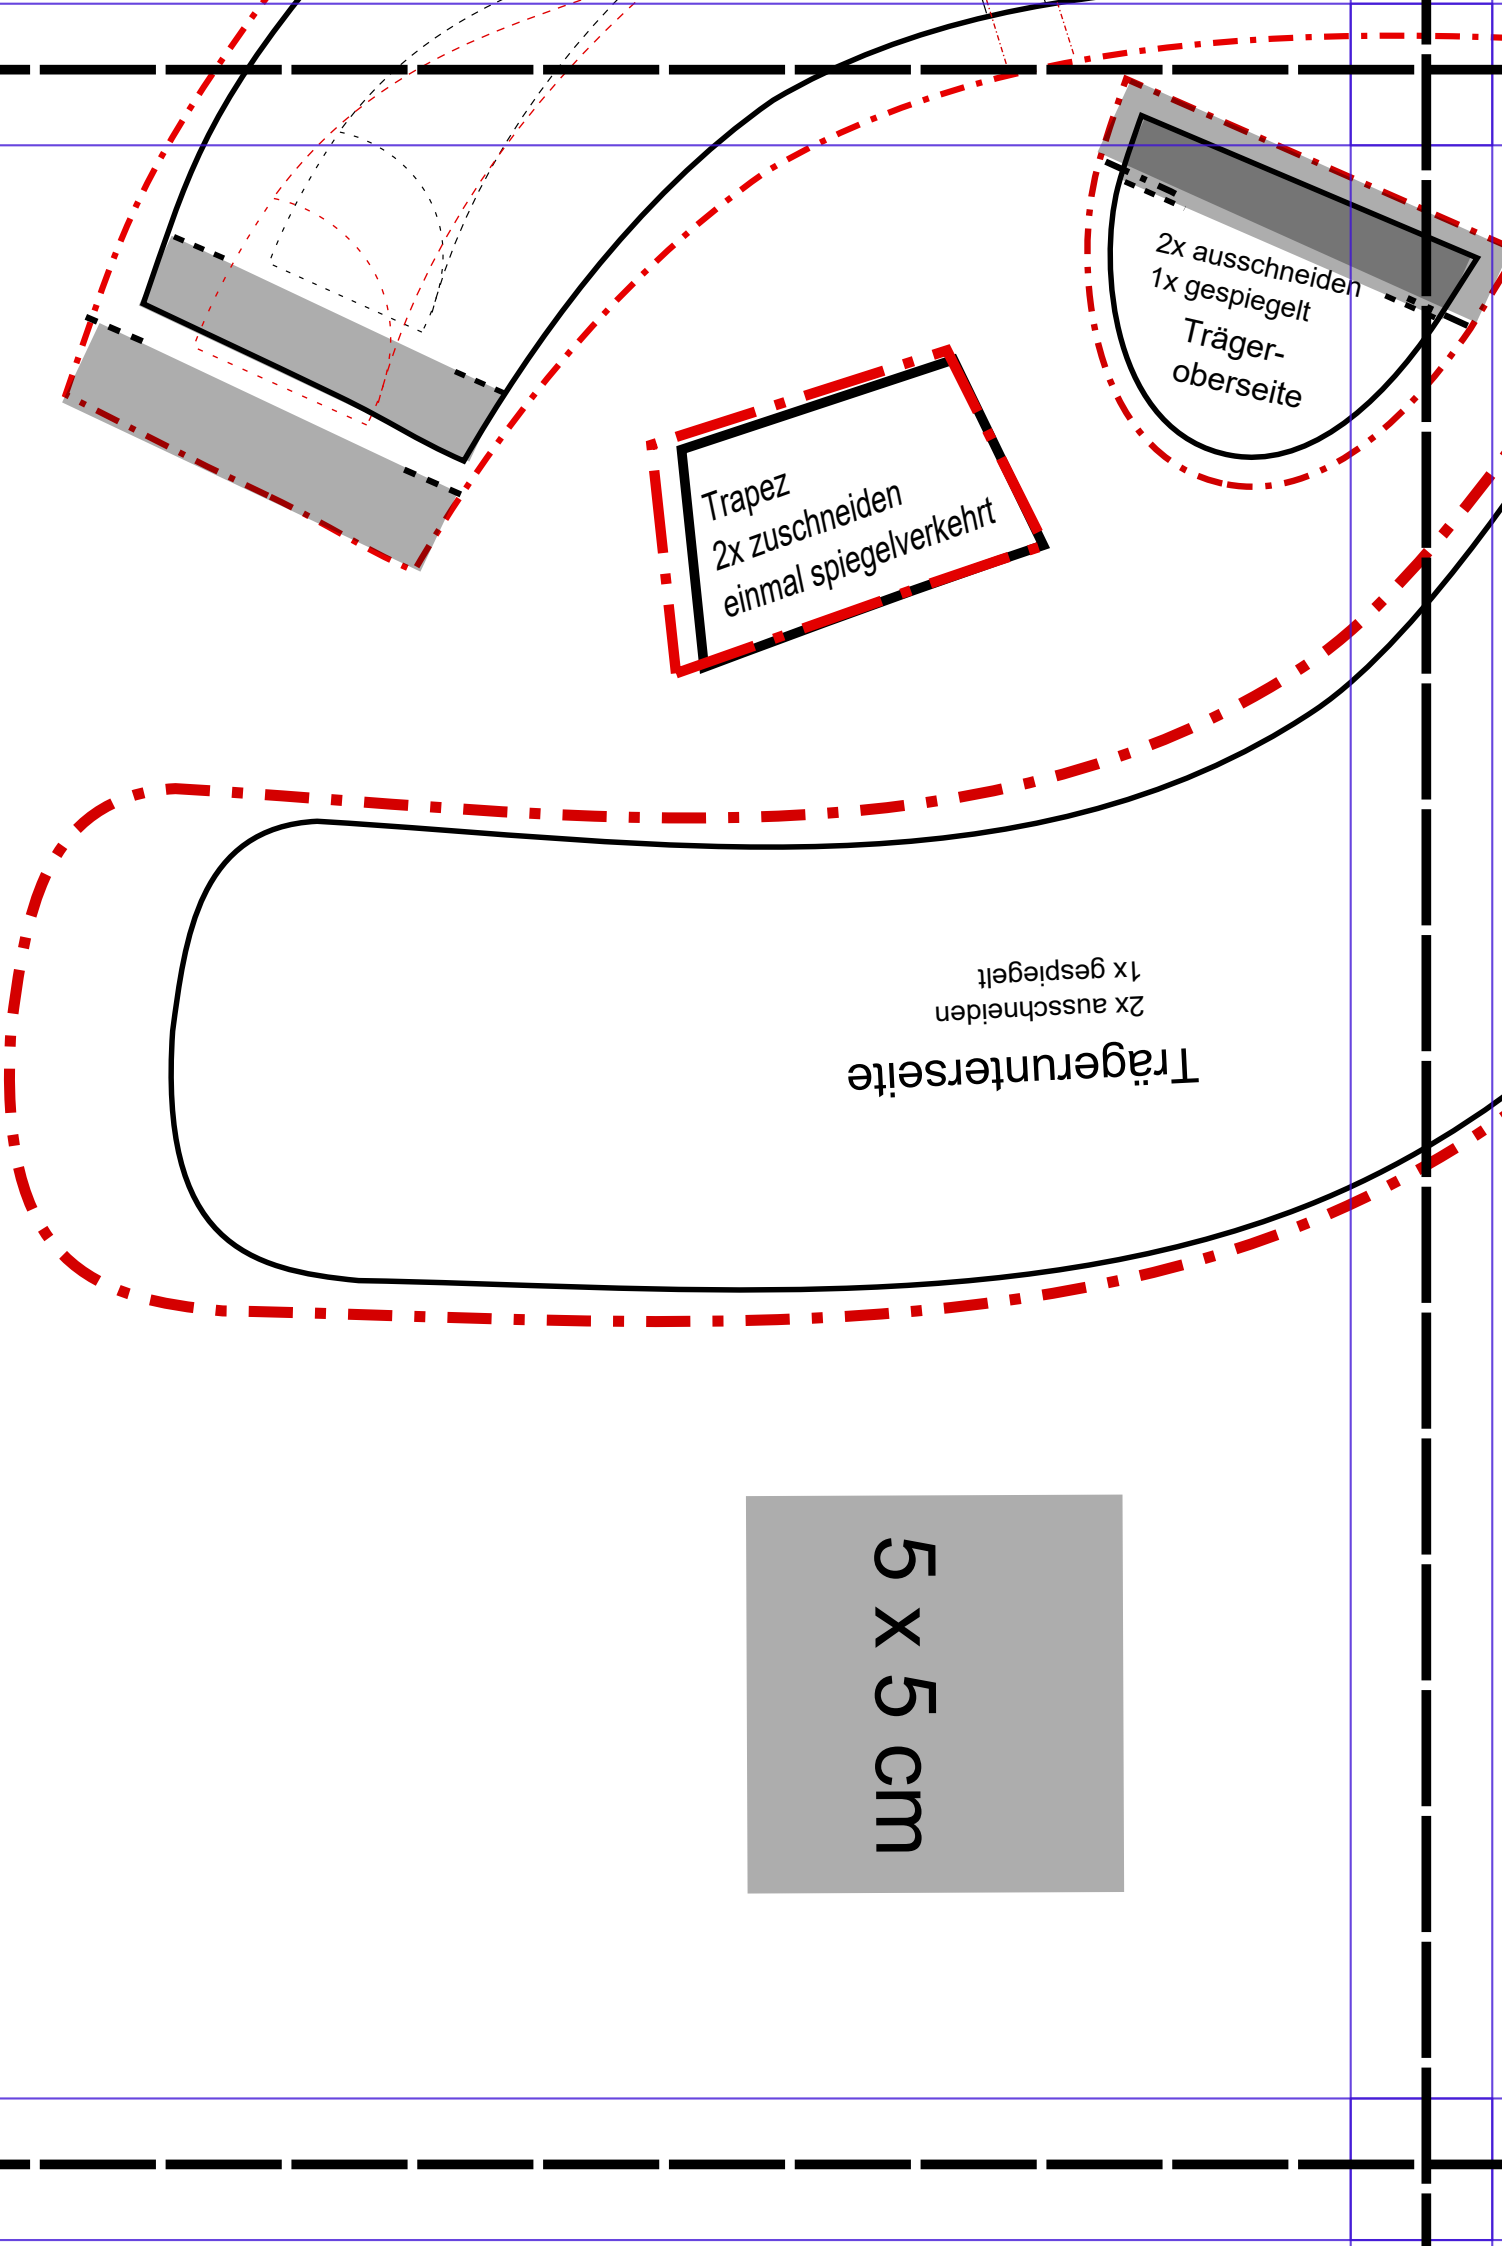 2x ausschneiden
1x gespiegelt
Träger-
oberseite
Trapez
2x zuschneiden
einmal spiegelverkehrt
Trägerunterseite
2x ausschneiden
1x gespiegelt
5 x 5 cm